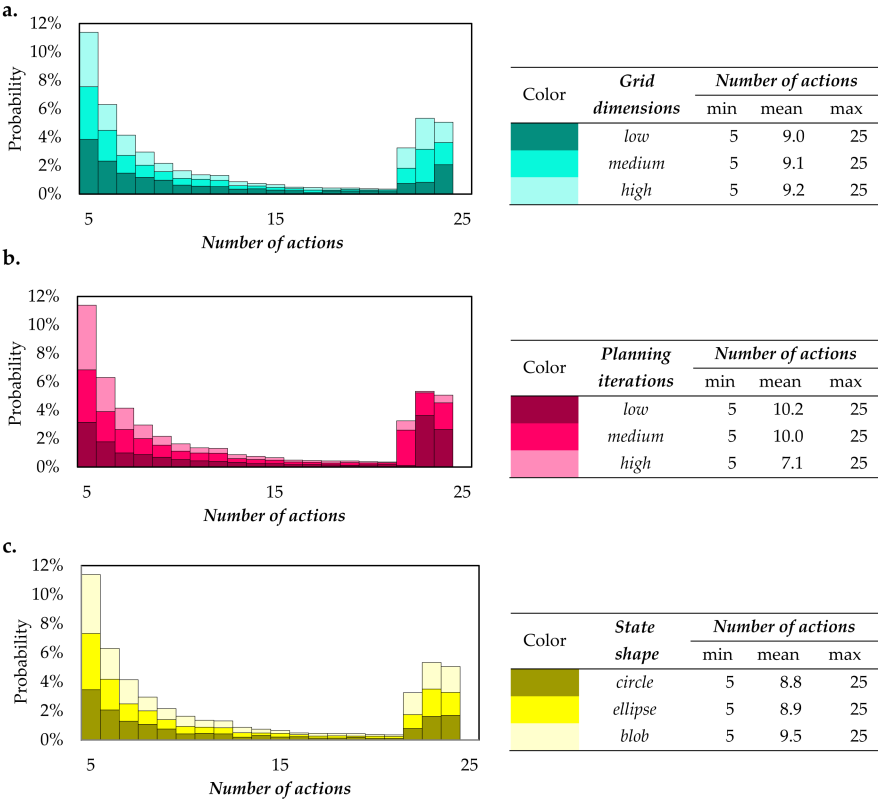 a.
12%
10%
8%
6%
4%
2%
0%
Probability
5 15 25
Number of actions
Color Grid dimensions Number of actions
min mean max
low 5 9.0 25
medium 5 9.1 25
high 5 9.2 25
b.
12%
10%
8%
6%
4%
2%
0%
Probability
5 15 25
Number of actions
Color Planning iterations Number of actions
min mean max
low 5 10.2 25
medium 5 10.0 25
high 5 7.1 25
c.
12%
10%
8%
6%
4%
2%
0%
Probability
5 15 25
Number of actions
Color State shape Number of actions
min mean max
circle 5 8.8 25
ellipse 5 8.9 25
blob 5 9.5 25